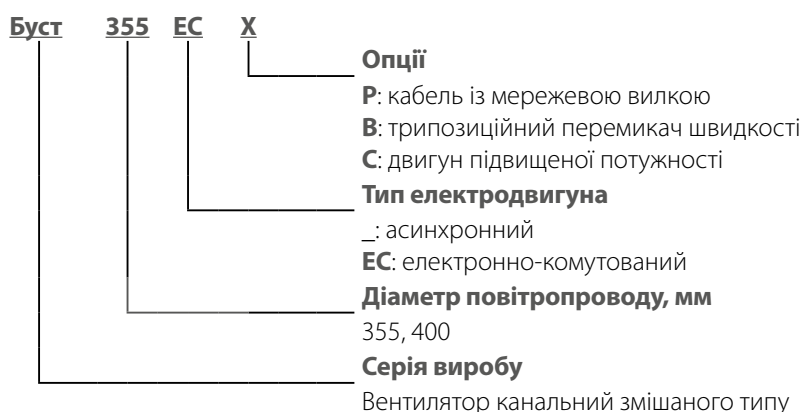 Буст 355 ЕС Х
Опції
Р: кабель із мережевою вилкою
В: трипозиційний перемикач швидкості
С: двигун підвищеної потужності
Тип електродвигуна
_: асинхронний
ЕС: електронно-комутований
Діаметр повітропроводу, мм
355, 400
Серія виробу
Вентилятор канальний змішаного типу